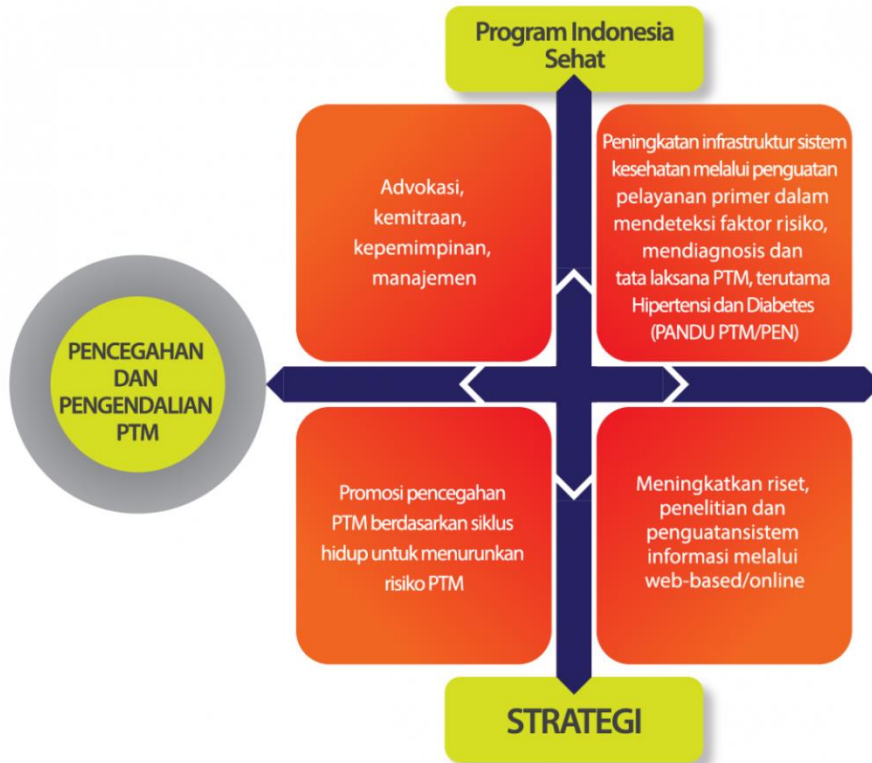 Program Indonesia
Sehat
Advokasi,
kemitraan,
kepemimpinan,
manajemen
Peningkatan infrastruktur sistem
kesehatan melalui penguatan
pelayanan primer dalam
mendeteksi faktor risiko,
mendiagnosis dan
tata laksana PTM, terutama
Hipertensi dan Diabetes
(PANDU PTM/PEN)
PENCEGAHAN
DAN
PENGENDALIAN
PTM
Promosi pencegahan
PTM berdasarkan siklus
hidup untuk menurunkan
risiko PTM
Meningkatkan riset,
penelitian dan
penguatansistem
informasi melalui
web-based/online
STRATEGI